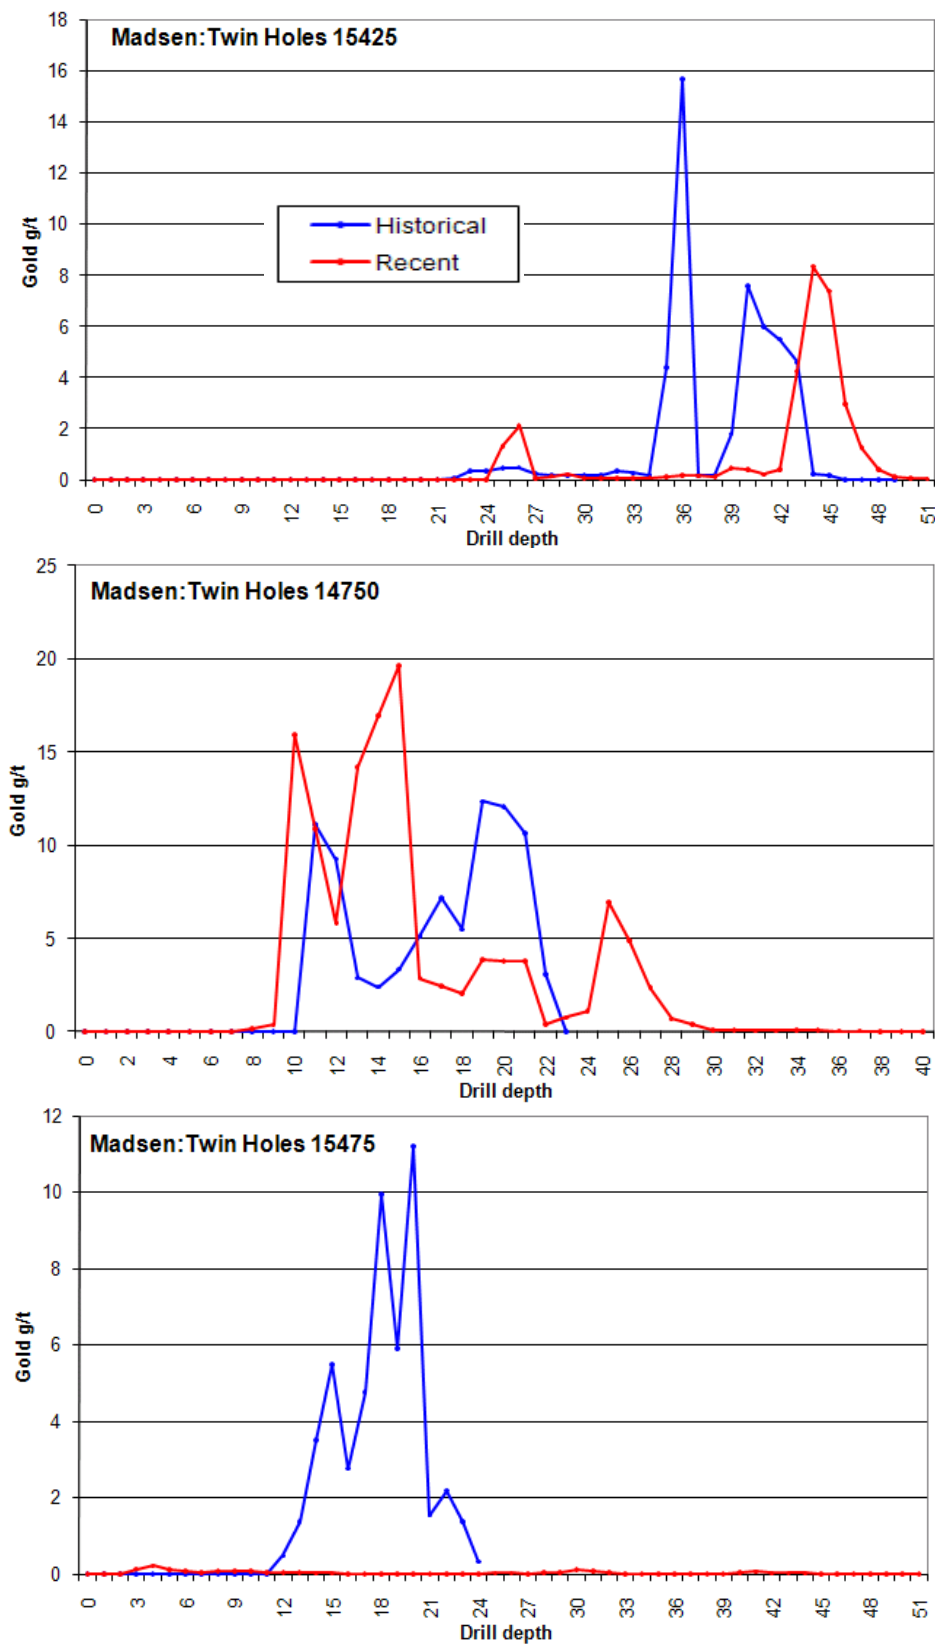 Madsen: Twin Holes 15425
Gold g/t
18
16
14
12
10
8
6
4
2
0
Historical
Recent
0 3 6 9 12 15 18 21 24 27 30 33 36 39 42 45 48 51
Drill depth
Madsen: Twin Holes 14750
Gold g/t
25
20
15
10
5
0
0 2 4 6 8 10 12 14 16 18 20 22 24 26 28 30 32 34 36 38 40
Drill depth
Madsen: Twin Holes 15475
Gold g/t
12
10
8
6
4
2
0
0 3 6 9 12 15 18 21 24 27 30 33 36 39 42 45 48 51
Drill depth